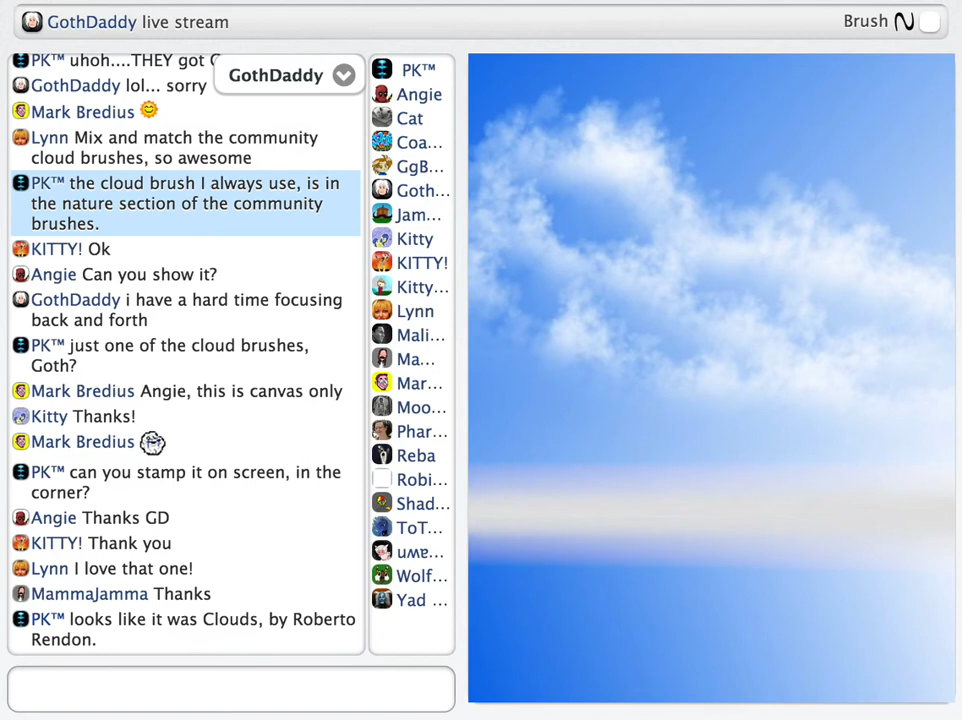 GothDaddy live stream
Brush
PK™ uhoh....THEY got
GothDaddy lol... sorry
GothDaddy
Mark Bredius
Lynn Mix and match the community
cloud brushes, so awesome
PK™ the cloud brush I always use, is in
the nature section of the community
brushes.
KITTY! Ok
Angie Can you show it?
GothDaddy i have a hard time focusing
back and forth
PK™ just one of the cloud brushes,
Goth?
Mark Bredius Angie, this is canvas only
Kitty Thanks!
Mark Bredius
PK™ can you stamp it on screen, in the
corner?
Angie Thanks GD
KITTY! Thank you
Lynn I love that one!
MammaJamma Thanks
PK™ looks like it was Clouds, by Roberto
Rendon.
PK™
Angie
Cat
Coa...
GgB...
Goth...
Jam...
Kitty
KITTY!
Kitty...
Lynn
Mali...
Ma...
Mar...
Moo...
Phar...
Reba
Robi...
Shad...
ToT...
uwɐ...
Wolf...
Yad ...